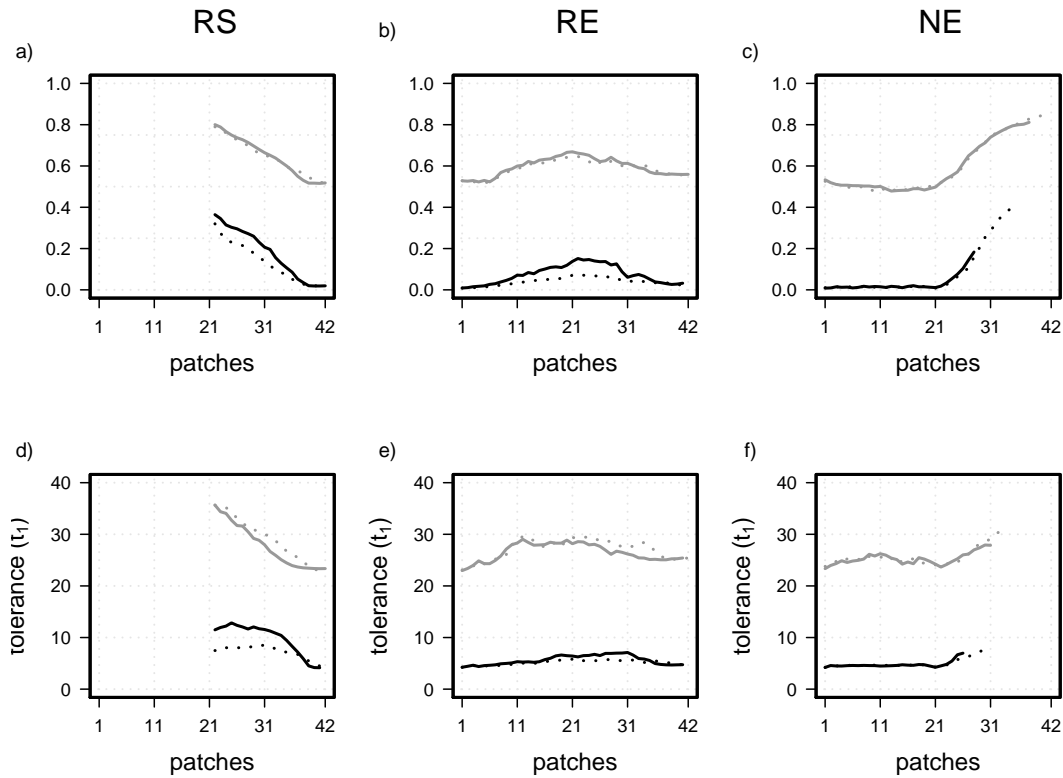 RS RE NE
a) b) c)
1.0 1.0 1.0
0.8 0.8 0.8
0.6 0.6 0.6
0.4 0.4 0.4
0.2 0.2 0.2
0.0 0.0 0.0
1 11 21 31 42 1 11 21 31 42 1 11 21 31 42
patches patches patches
d) e) f)
40 40 40
30 30 30
20 20 20
10 10 10
0 0 0
tolerance (t₁) tolerance (t₁) tolerance (t₁)
1 11 21 31 42 1 11 21 31 42 1 11 21 31 42
patches patches patches